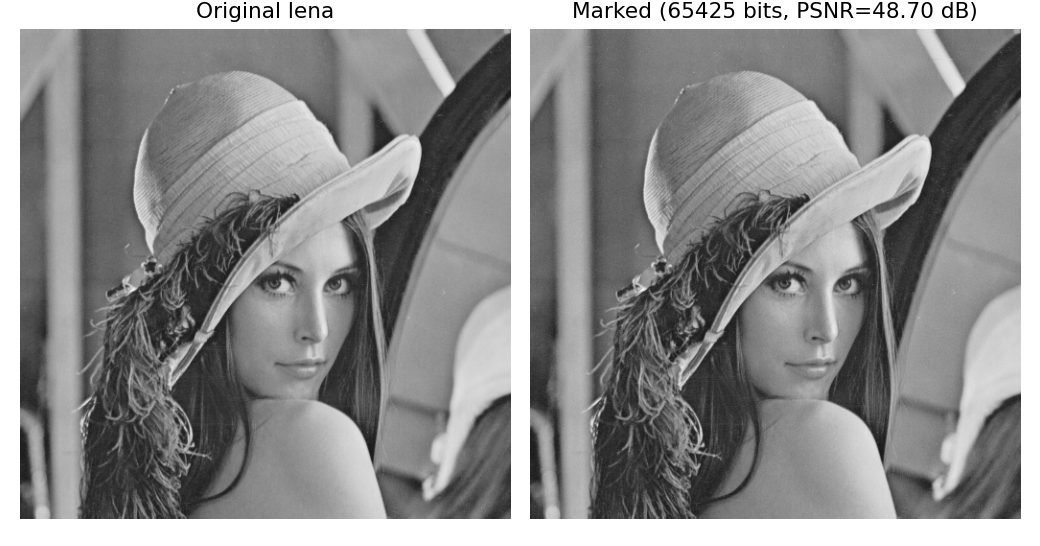 Original lena
Marked (65425 bits, PSNR=48.70 dB)